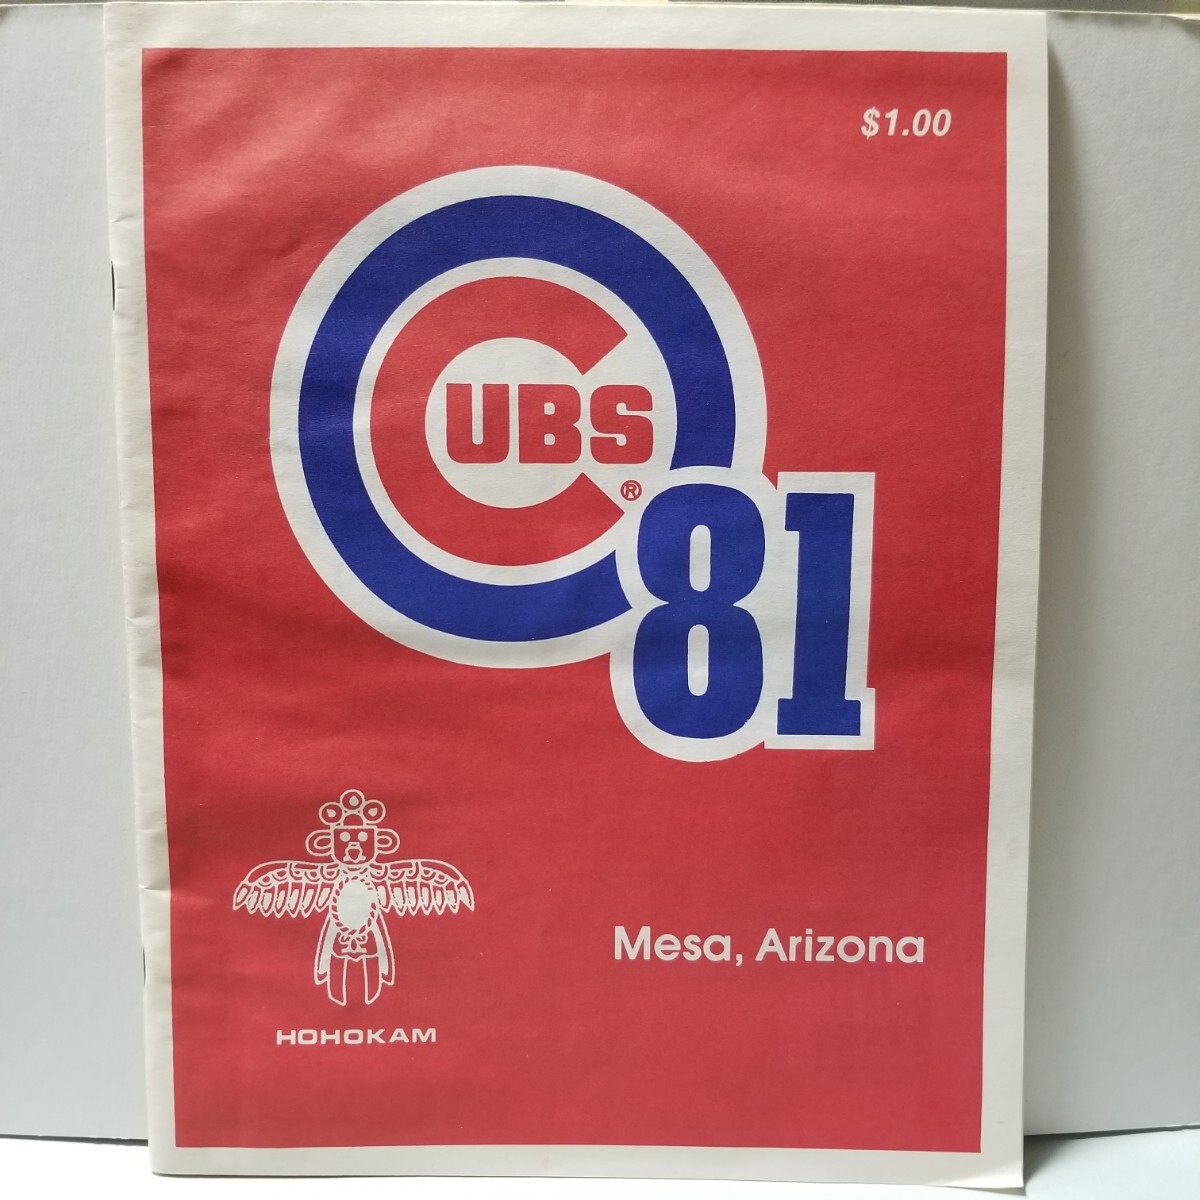 $1.00
CUBS
®
81
Mesa, Arizona
HOHOKAM